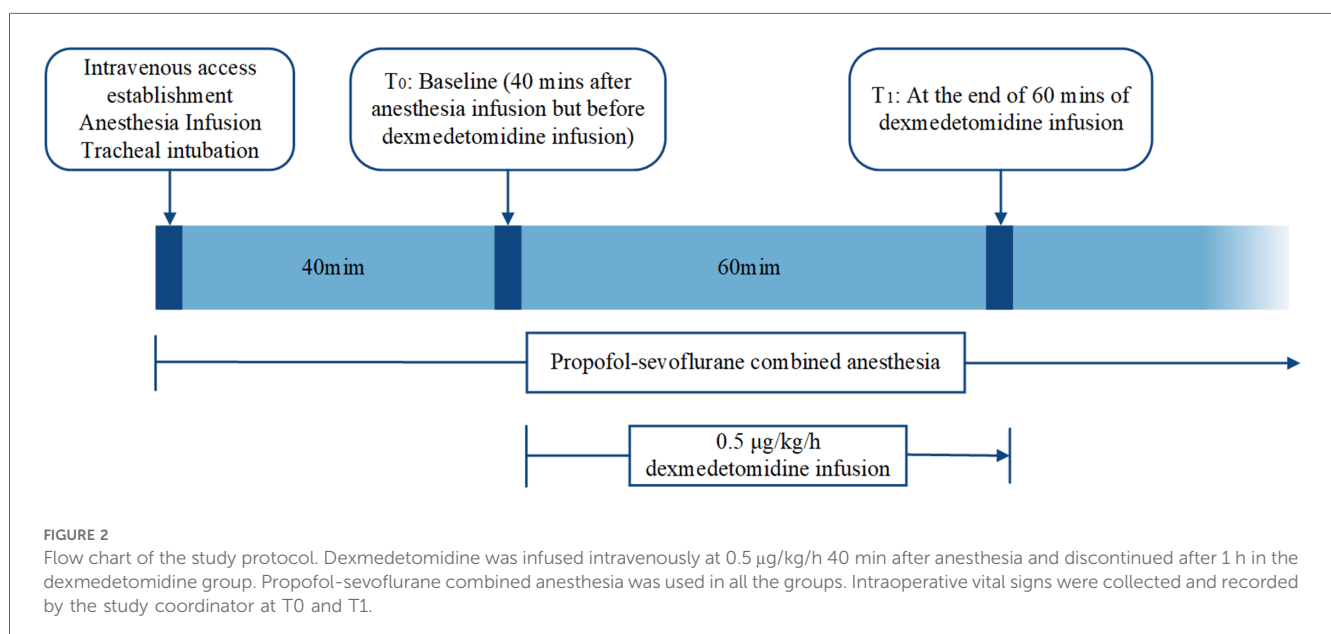 Intravenous access
establishment
Anesthesia Infusion
Tracheal intubation
T0: Baseline (40 mins after
anesthesia infusion but before
dexmedetomidine infusion)
T1: At the end of 60 mins of
dexmedetomidine infusion
40mim
60mim
Propofol-sevoflurane combined anesthesia
0.5 μg/kg/h
dexmedetomidine infusion
FIGURE 2
Flow chart of the study protocol. Dexmedetomidine was infused intravenously at 0.5 μg/kg/h 40 min after anesthesia and discontinued after 1 h in the
dexmedetomidine group. Propofol-sevoflurane combined anesthesia was used in all the groups. Intraoperative vital signs were collected and recorded
by the study coordinator at T0 and T1.